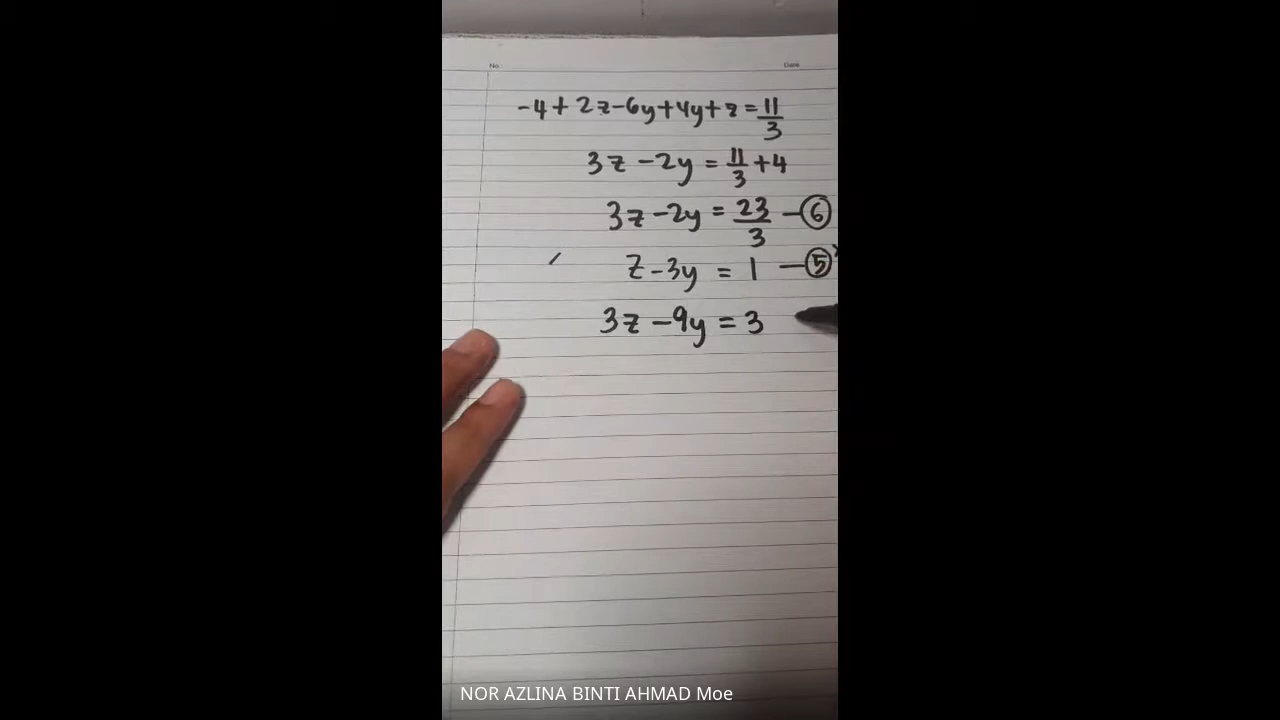 No.
Date
-4 + 2z - 6y + 4y + z = 11/3
3z - 2y = 11/3 + 4
3z - 2y = 23/3 - ⑥
z - 3y = 1 - ⑤
3z - 9y = 3
NOR AZLINA BINTI AHMAD Moe